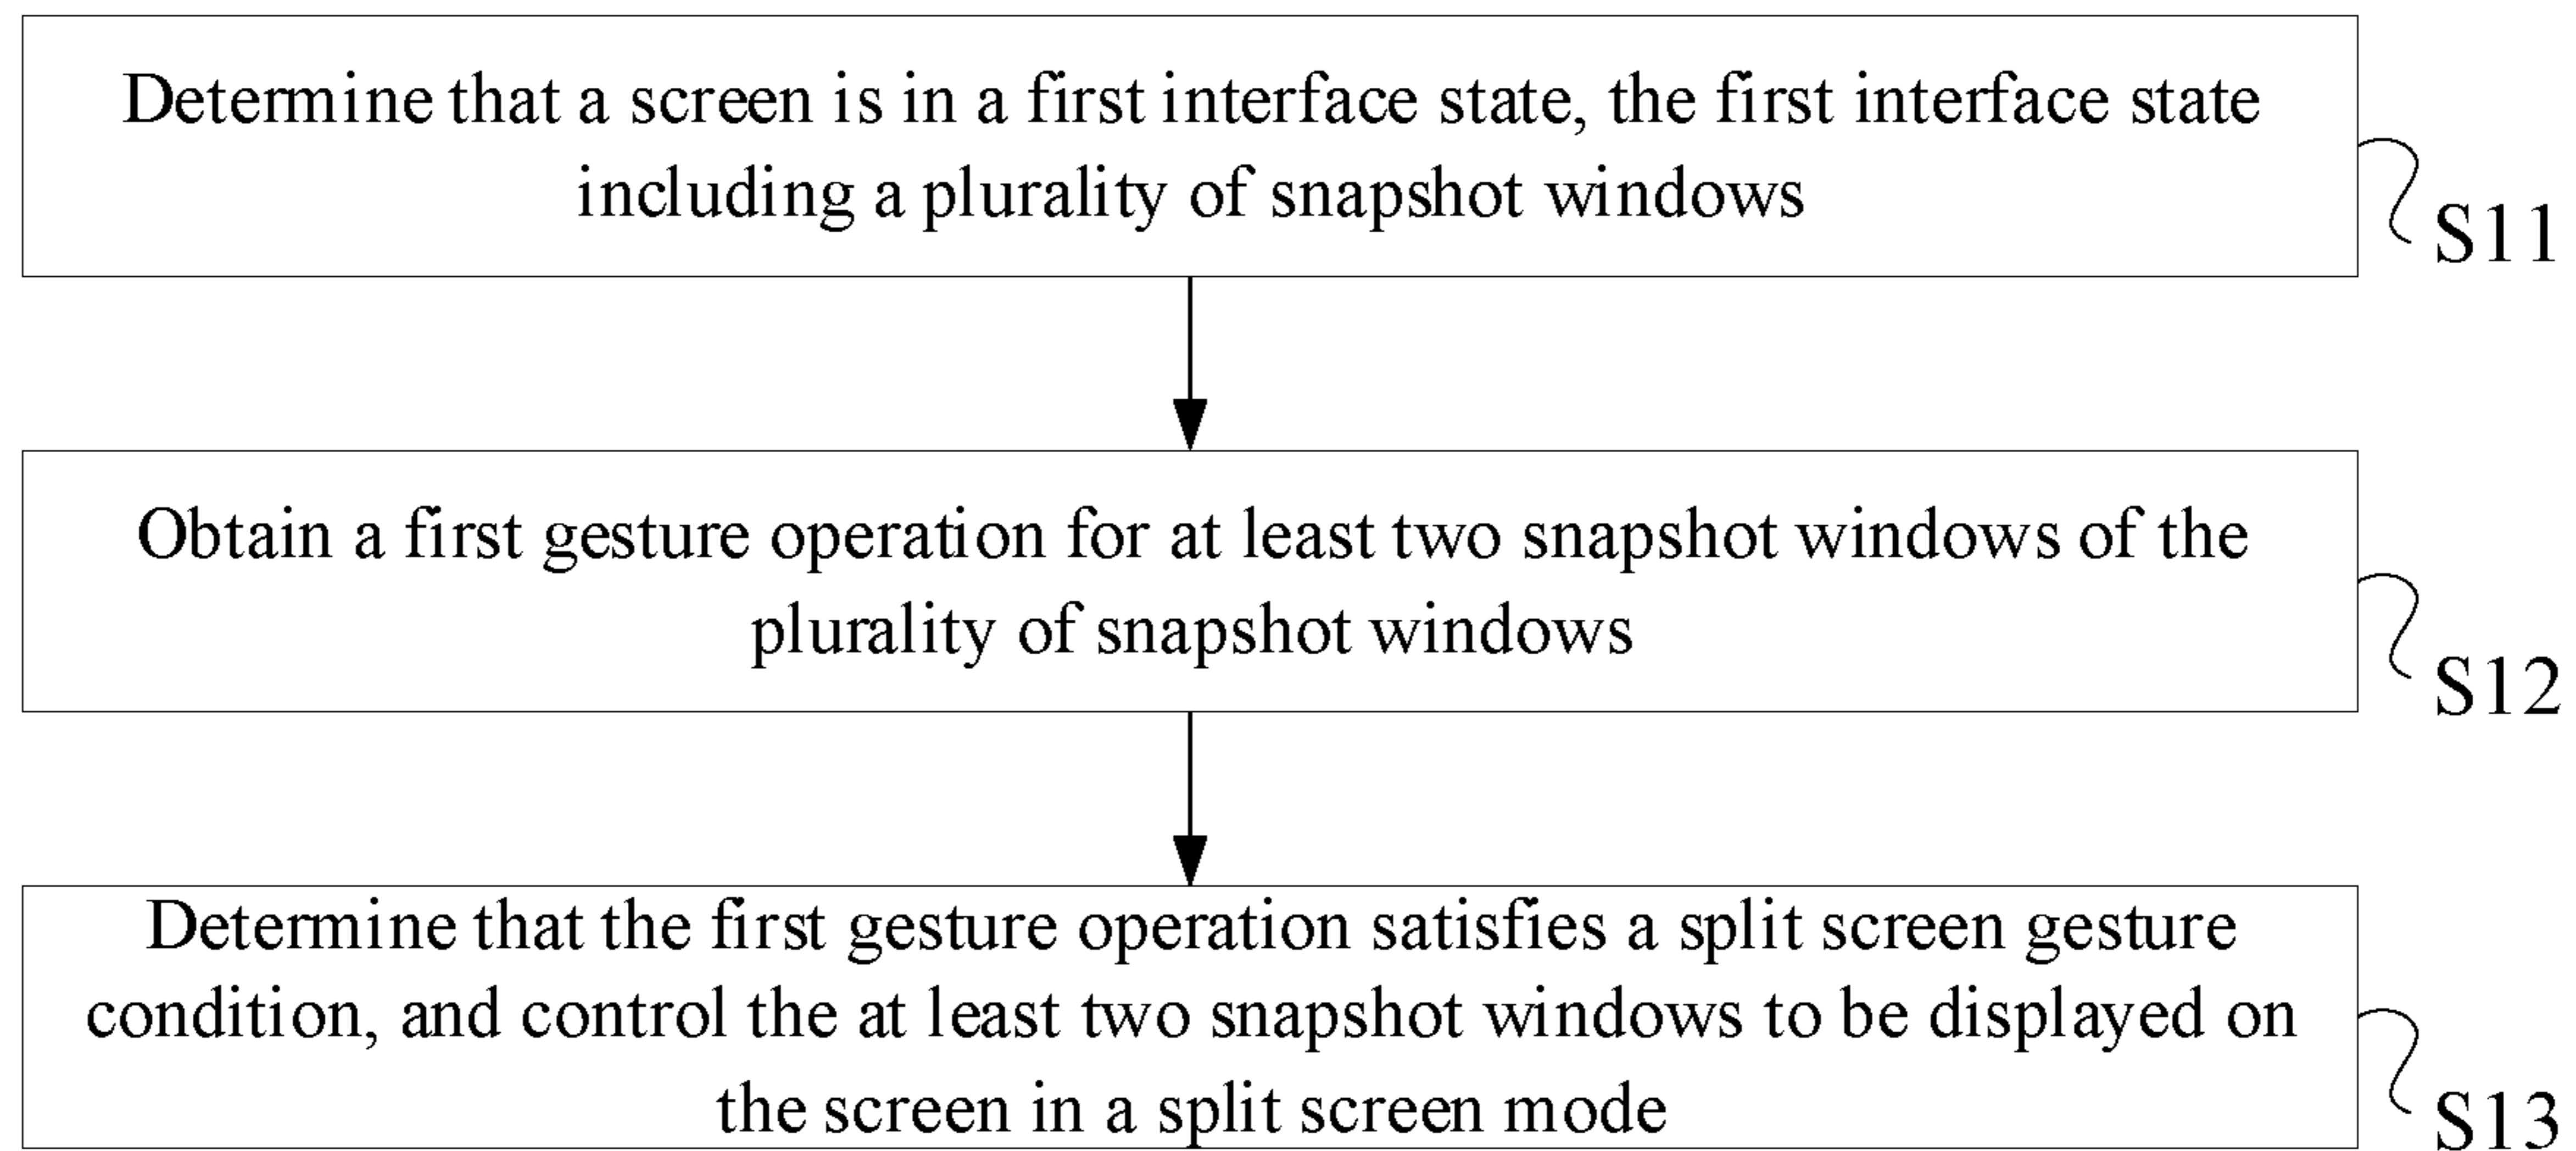 Determine that a screen is in a first interface state, the first interface state
including a plurality of snapshot windows
S11
Obtain a first gesture operation for at least two snapshot windows of the
plurality of snapshot windows
S12
Determine that the first gesture operation satisfies a split screen gesture
condition, and control the at least two snapshot windows to be displayed on
the screen in a split screen mode
S13